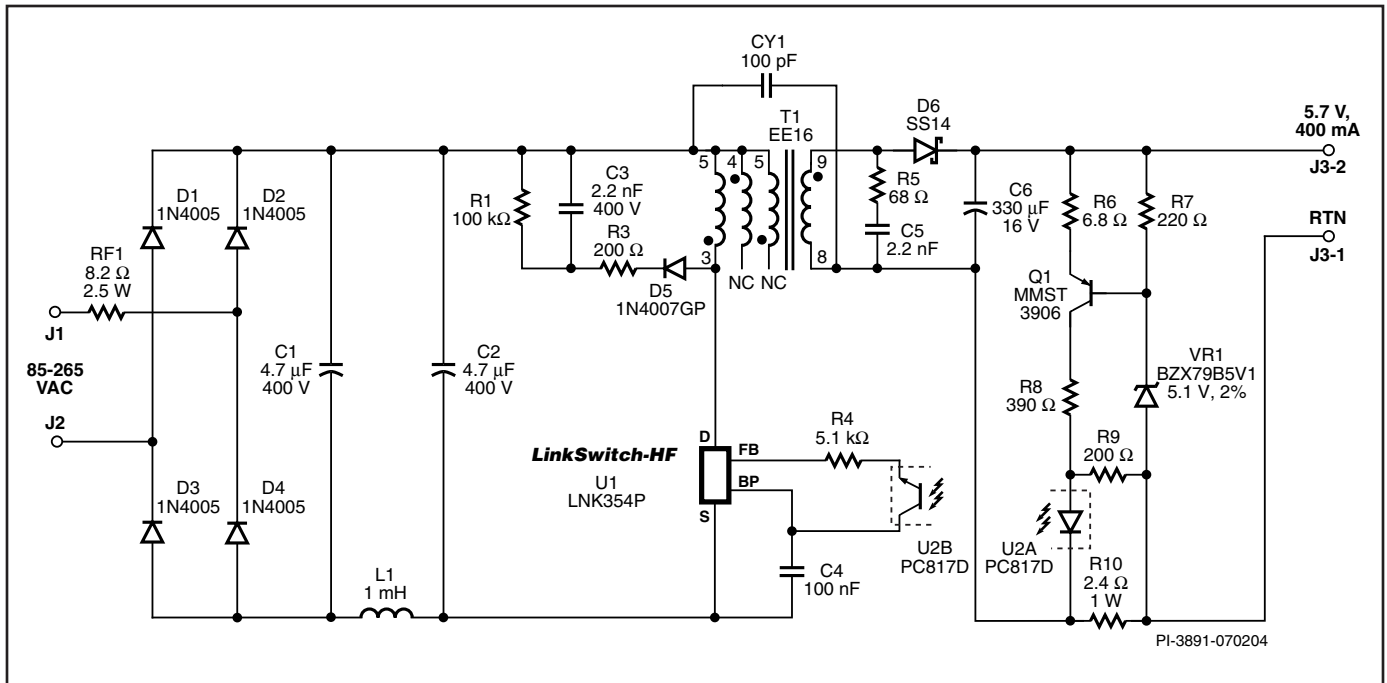 CY1
100 pF
D6
SS14
T1
EE16
5.7 V,
400 mA
J3-2
5
4
5
9
D1
1N4005
D2
1N4005
R1
100 kΩ
C3
2.2 nF
400 V
R3
200 Ω
R5
68 Ω
C6
330 µF
16 V
R6
6.8 Ω
R7
220 Ω
RTN
J3-1
C5
2.2 nF
RF1
8.2 Ω
2.5 W
3
8
NC NC
D5
1N4007GP
Q1
MMST
3906
J1
85-265
VAC
J2
C1
4.7 µF
400 V
C2
4.7 µF
400 V
VR1
BZX79B5V1
5.1 V, 2%
R8
390 Ω
LinkSwitch-HF
U1
LNK354P
D
FB
BP
S
R4
5.1 kΩ
R9
200 Ω
D3
1N4005
D4
1N4005
U2B
PC817D
U2A
PC817D
L1
1 mH
C4
100 nF
R10
2.4 Ω
1 W
PI-3891-070204